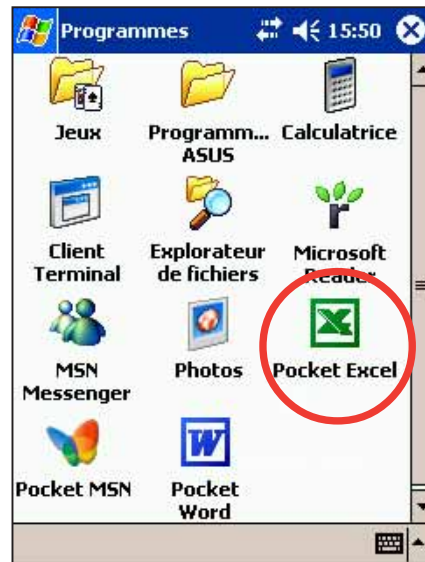 Programmes 15:50
Jeux
Programm...
ASUS
Calculatrice
Client
Terminal
Explorateur
de fichiers
Microsoft
Reader
MSN
Messenger
Photos
Pocket Excel
Pocket MSN
Pocket
Word